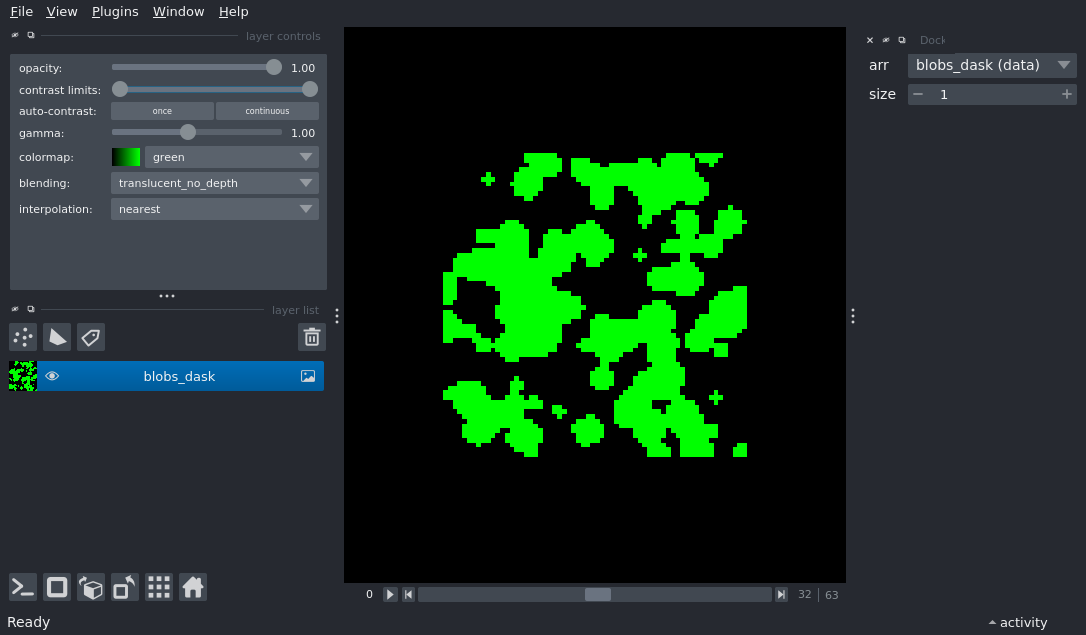 File View Plugins Window Help
layer controls
opacity: 1.00
contrast limits:
auto-contrast: once continuous
gamma: 1.00
colormap: green
blending: translucent_no_depth
interpolation: nearest
layer list
blobs_dask
0 32 63
Dock
arr blobs_dask (data)
size 1
Ready
activity